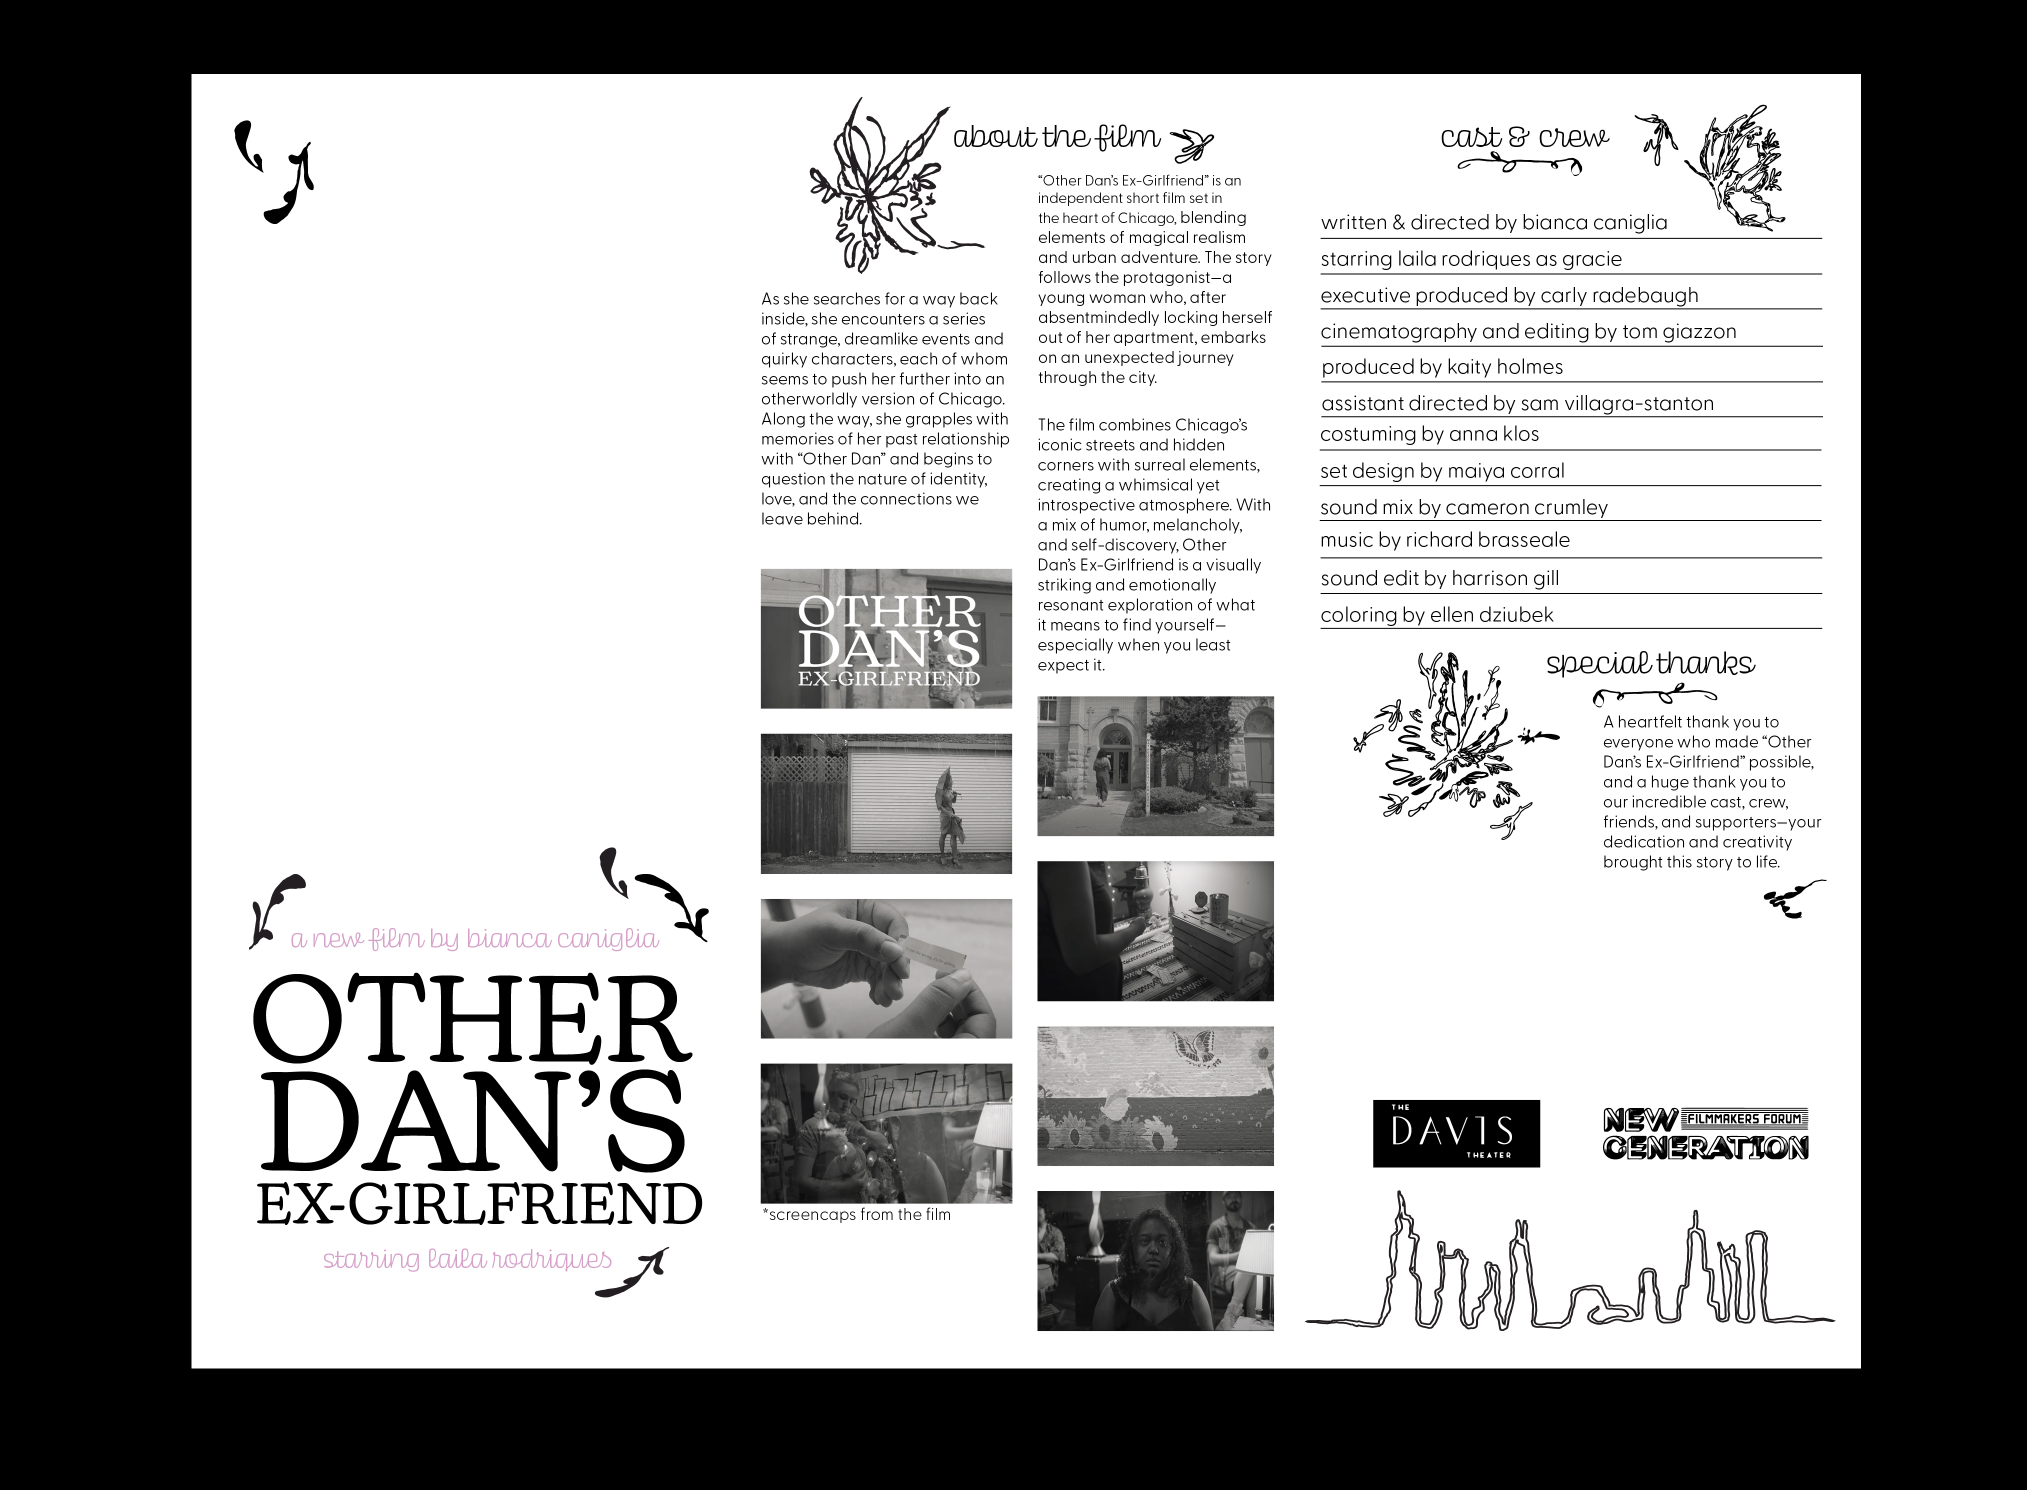 a new film by bianca caniglia
OTHER
DAN'S
EX-GIRLFRIEND
starring laila rodriques
about the film
As she searches for a way back
inside, she encounters a series
of strange, dreamlike events and
quirky characters, each of whom
seems to push her further into an
otherworldly version of Chicago.
Along the way, she grapples with
memories of her past relationship
with “Other Dan” and begins to
question the nature of identity,
love, and the connections we
leave behind.
OTHER
DAN'S
EX-GIRLFRIEND
*screencaps from the film
“Other Dan's Ex-Girlfriend” is an
independent short film set in
the heart of Chicago, blending
elements of magical realism
and urban adventure. The story
follows the protagonist—a
young woman who, after
absentmindedly locking herself
out of her apartment, embarks
on an unexpected journey
through the city.
The film combines Chicago's
iconic streets and hidden
corners with surreal elements,
creating a whimsical yet
introspective atmosphere. With
a mix of humor, melancholy,
and self-discovery, Other
Dan's Ex-Girlfriend is a visually
striking and emotionally
resonant exploration of what
it means to find yourself—
especially when you least
expect it.
cast & crew
written & directed by bianca caniglia
starring laila rodriques as gracie
executive produced by carly radebaugh
cinematography and editing by tom giazzon
produced by kaity holmes
assistant directed by sam villagra-stanton
costuming by anna klos
set design by maiya corral
sound mix by cameron crumley
music by richard brasseale
sound edit by harrison gill
coloring by ellen dziubek
special thanks
A heartfelt thank you to
everyone who made “Other
Dan's Ex-Girlfriend” possible,
and a huge thank you to
our incredible cast, crew,
friends, and supporters—your
dedication and creativity
brought this story to life.
THE
DAVIS
THEATER
NEW FILMMAKERS FORUM
GENERATION